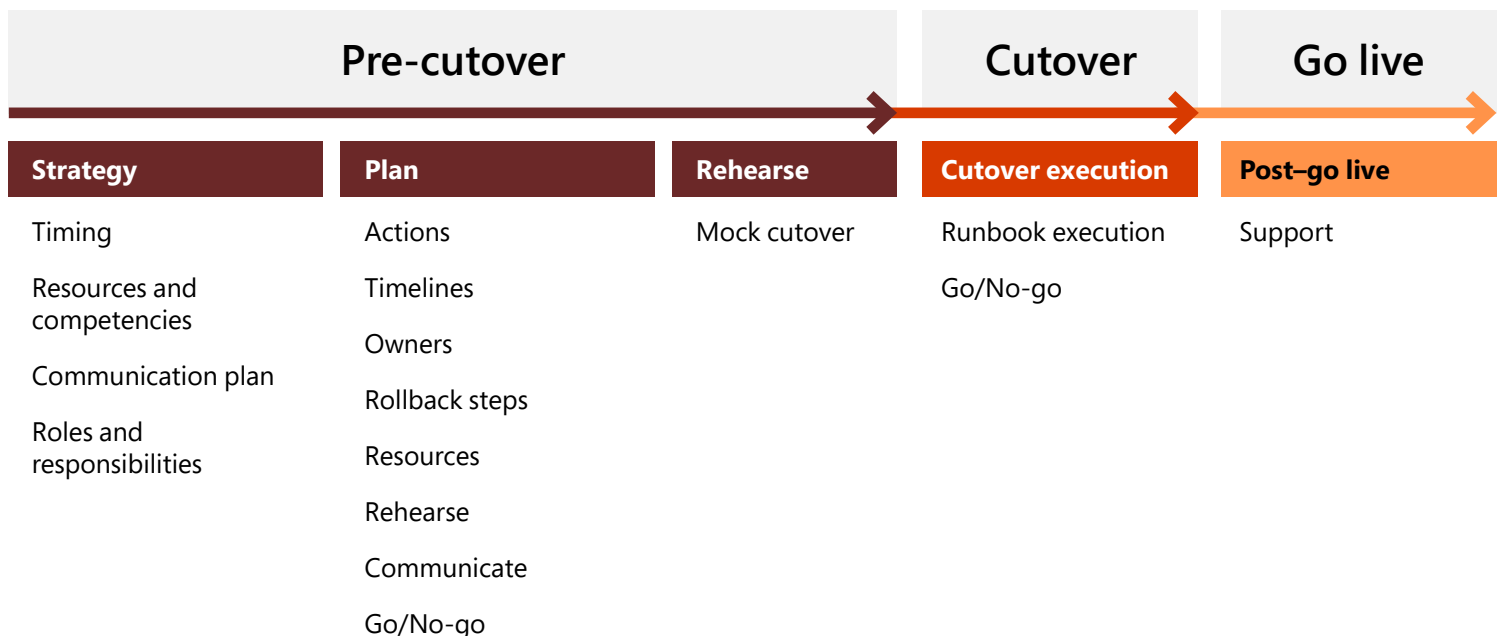 Pre-cutover
Cutover
Go live
Strategy
Plan
Rehearse
Cutover execution
Post–go live
Timing
Resources and
competencies
Communication plan
Roles and
responsibilities
Actions
Timelines
Owners
Rollback steps
Resources
Rehearse
Communicate
Go/No-go
Mock cutover
Runbook execution
Go/No-go
Support